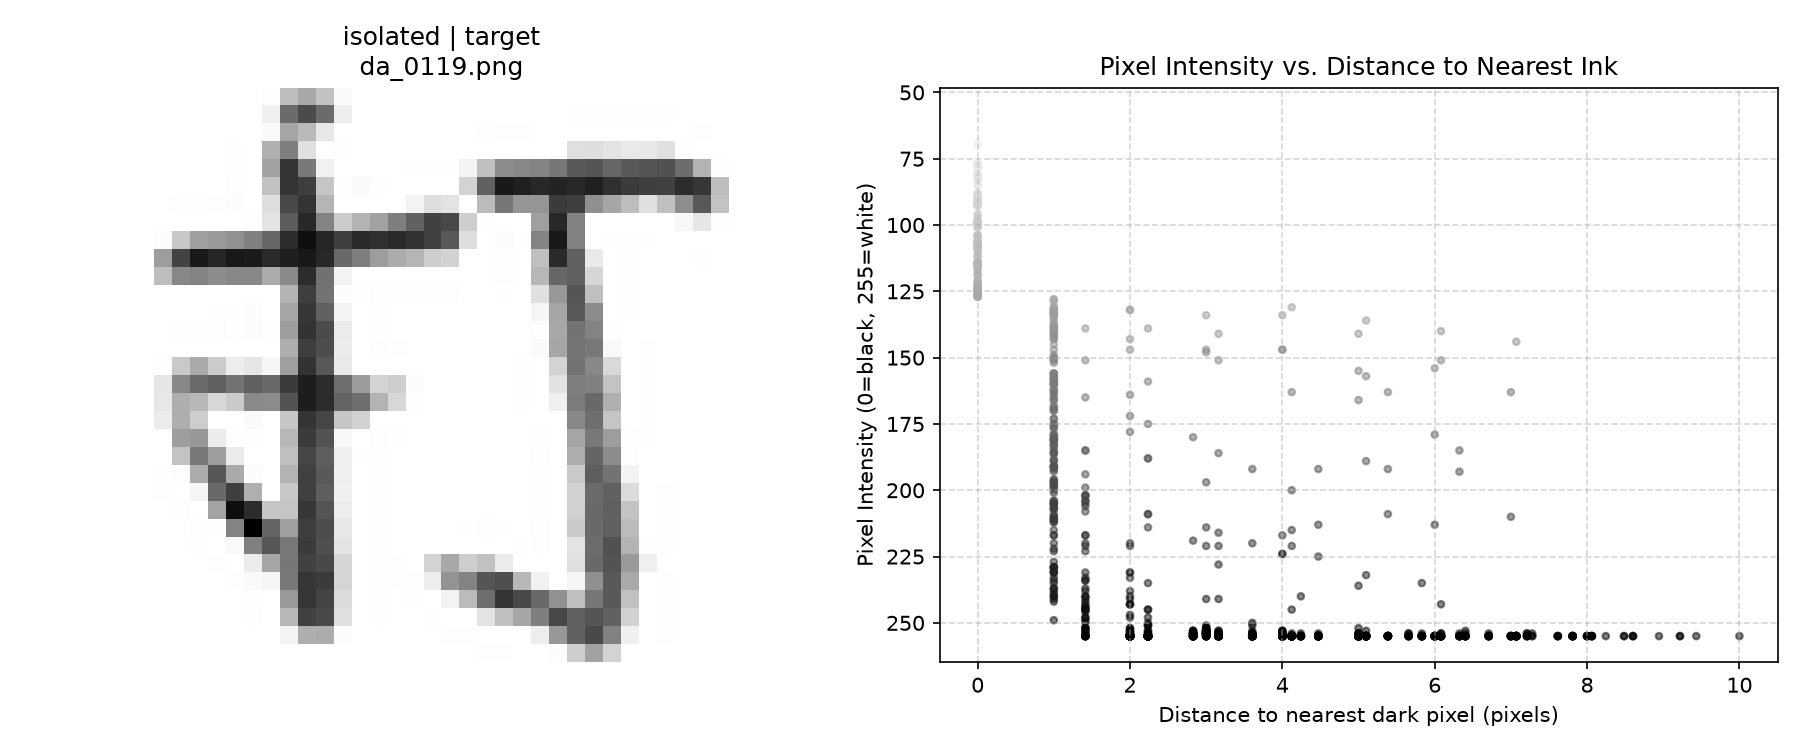 isolated | target
da_0119.png
打
Pixel Intensity vs. Distance to Nearest Ink
Pixel Intensity (0=black, 255=white)
50
75
100
125
150
175
200
225
250
0 2 4 6 8 10
Distance to nearest dark pixel (pixels)